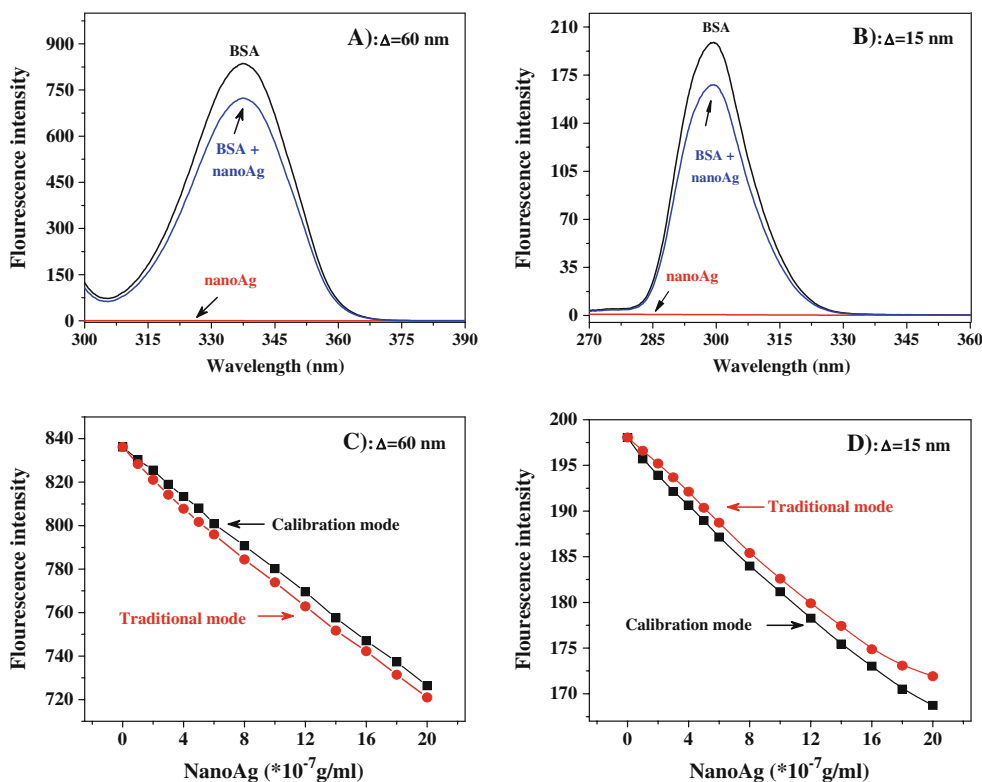 A):Δ=60 nm
Flourescence intensity
900
750
600
450
300
150
0
BSA
BSA +
nanoAg
nanoAg
300 315 330 345 360 375 390
Wavelength (nm)
B):Δ=15 nm
Flourescence intensity
210
175
140
105
70
35
0
BSA
BSA +
nanoAg
nanoAg
270 285 300 315 330 345 360
Wavelength (nm)
C):Δ=60 nm
Flourescence intensity
840
820
800
780
760
740
720
Calibration mode
Traditional mode
0 4 8 12 16 20
NanoAg (*10⁻⁷g/ml)
D):Δ=15 nm
Flourescence intensity
200
195
190
185
180
175
170
Traditional mode
Calibration mode
0 4 8 12 16 20
NanoAg (*10⁻⁷g/ml)